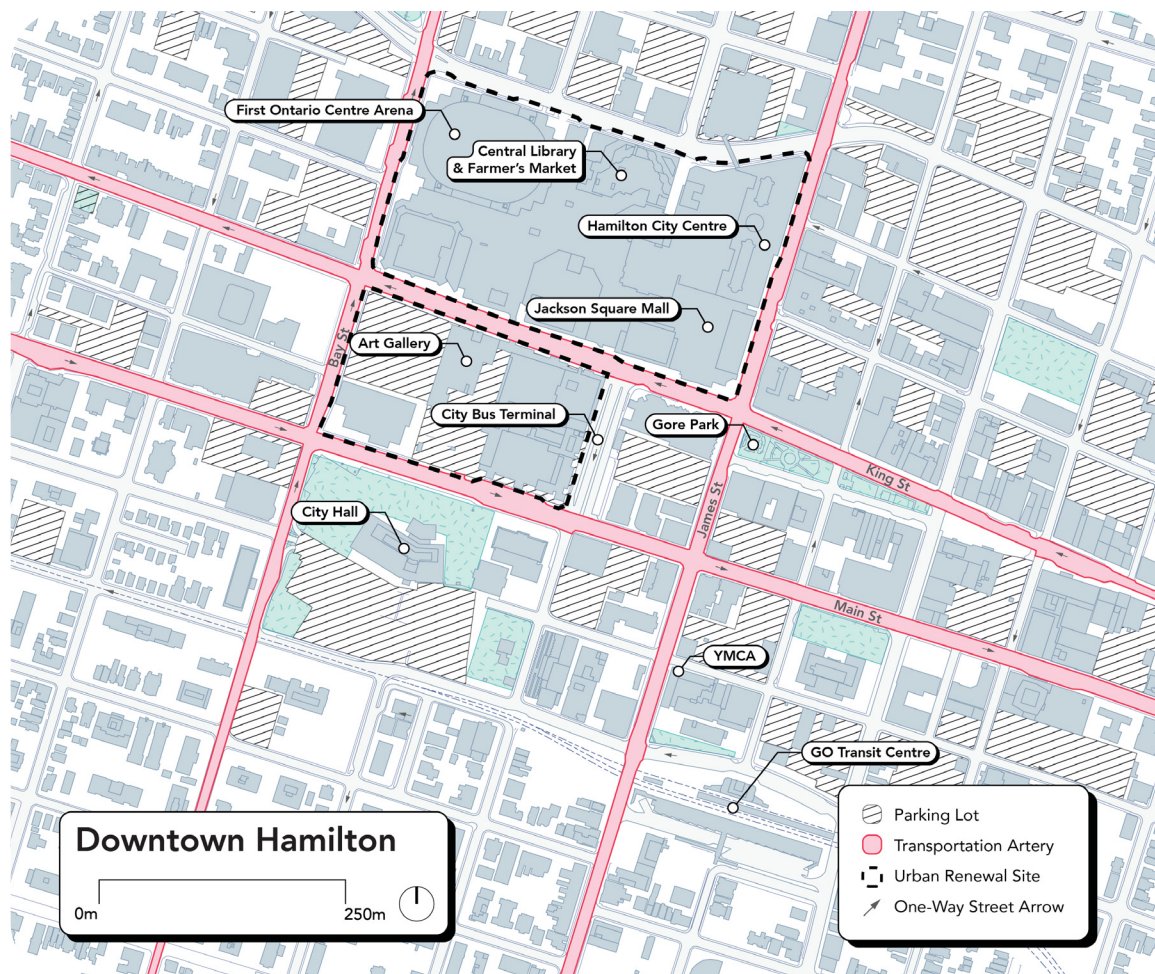 First Ontario Centre Arena
Central Library
& Farmer's Market
Hamilton City Centre
Jackson Square Mall
Bay St
Art Gallery
City Bus Terminal
Gore Park
King St
James St
City Hall
Main St
YMCA
GO Transit Centre
Downtown Hamilton
0m
250m
Parking Lot
Transportation Artery
Urban Renewal Site
One-Way Street Arrow